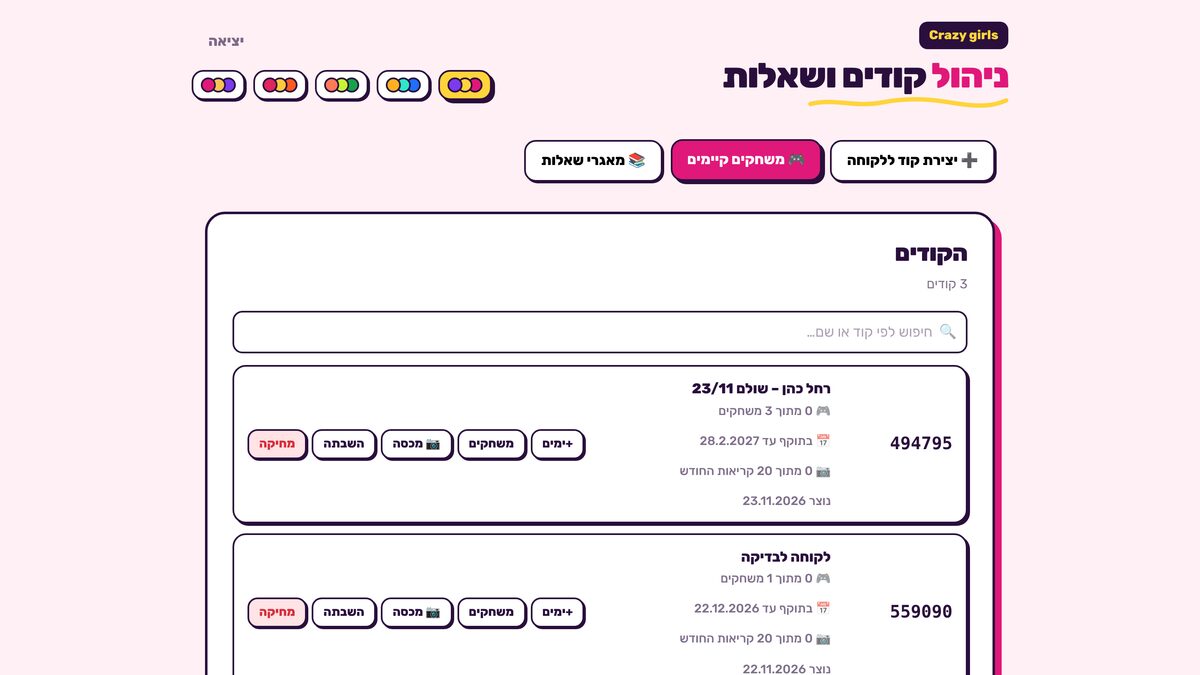 Crazy girls
יציאה
ניהול קודים ושאלות
➕ יצירת קוד ללקוחה
🎮 משחקים קיימים
📚 מאגרי שאלות
הקודים
3 קודים
🔍 חיפוש לפי קוד או שם...
494795
רחל כהן – שולם 23/11
🎮 0 מתוך 3 משחקים
📅 בתוקף עד 28.2.2027
📷 0 מתוך 20 קריאות החודש
נוצר 23.11.2026
+ימים
משחקים
📷 מכסה
השבתה
מחיקה
559090
לקוחה לבדיקה
🎮 0 מתוך 1 משחקים
📅 בתוקף עד 22.12.2026
📷 0 מתוך 20 קריאות החודש
נוצר 22.11.2026
+ימים
משחקים
📷 מכסה
השבתה
מחיקה